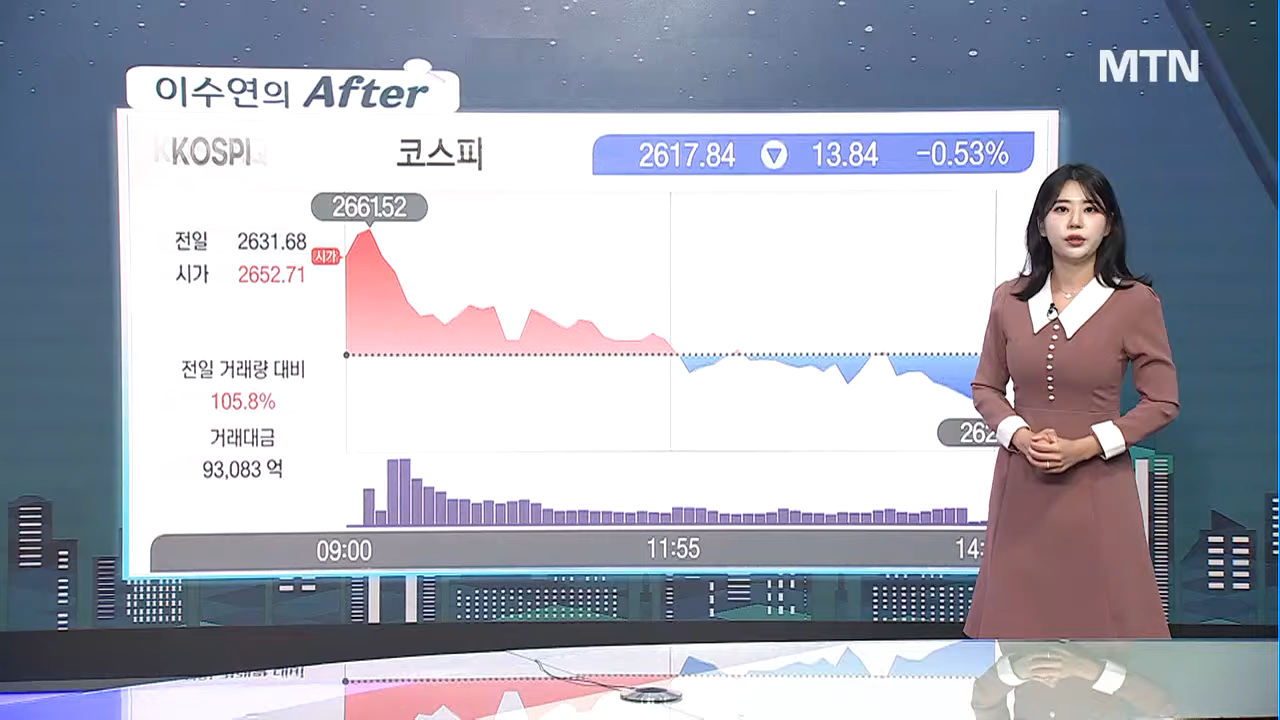 이수연의 After
MTN
KOSPI
코스피
2617.84 ▼ 13.84 -0.53%
2661.52
전일 2631.68
시가
시가 2652.71
전일 거래량 대비
105.8%
거래대금
93,083 억
262
09:00 11:55 14: